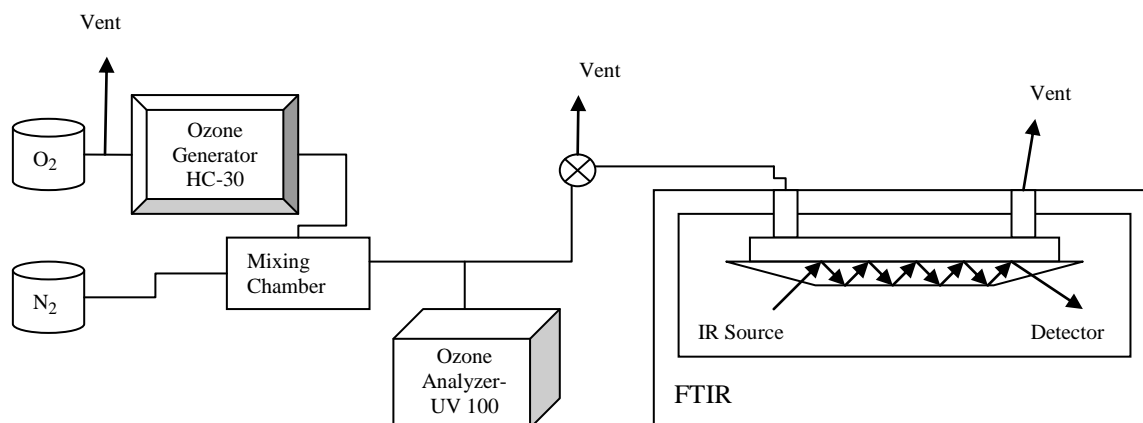 Vent
O2
Ozone
Generator
HC-30
N2
Mixing
Chamber
Ozone
Analyzer-
UV 100
Vent
Vent
IR Source
Detector
FTIR